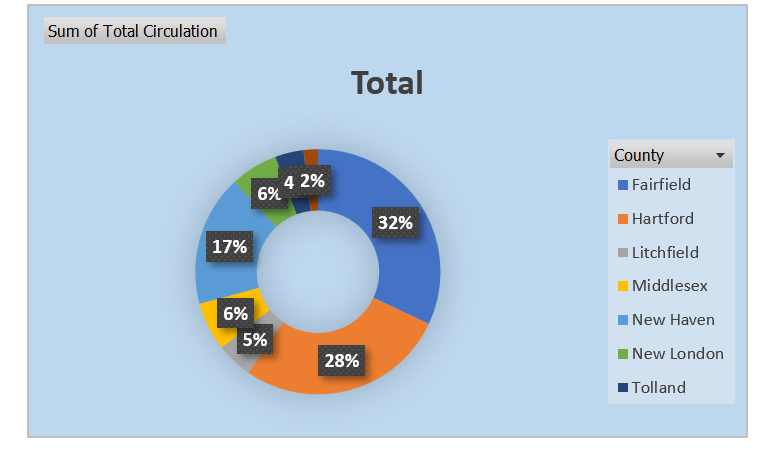 Sum of Total Circulation
Total
County
Fairfield
Hartford
Litchfield
Middlesex
New Haven
New London
Tolland
32%
28%
5%
6%
17%
6%
4
2%